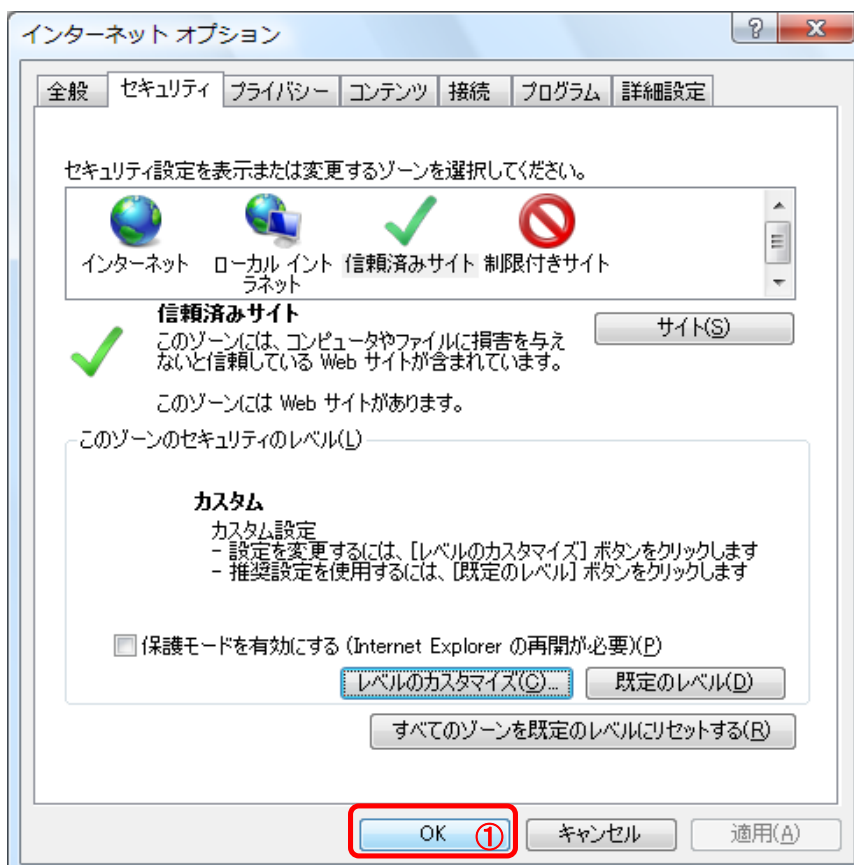 インターネット オプション
全般 セキュリティ プライバシー コンテンツ 接続 プログラム 詳細設定
セキュリティ設定を表示または変更するゾーンを選択してください。
インターネット ローカル イント 信頼済みサイト 制限付きサイト
ラネット
信頼済みサイト
サイト(S)
このゾーンには、コンピュータやファイルに損害を与え
ないと信頼している Web サイトが含まれています。
このゾーンには Web サイトがあります。
このゾーンのセキュリティのレベル(L)
カスタム
カスタム設定
- 設定を変更するには、[レベルのカスタマイズ] ボタンをクリックします
- 推奨設定を使用するには、[既定のレベル] ボタンをクリックします
保護モードを有効にする (Internet Explorer の再開が必要)(P)
レベルのカスタマイズ(C)... 既定のレベル(D)
すべてのゾーンを既定のレベルにリセットする(R)
OK ① キャンセル 適用(A)